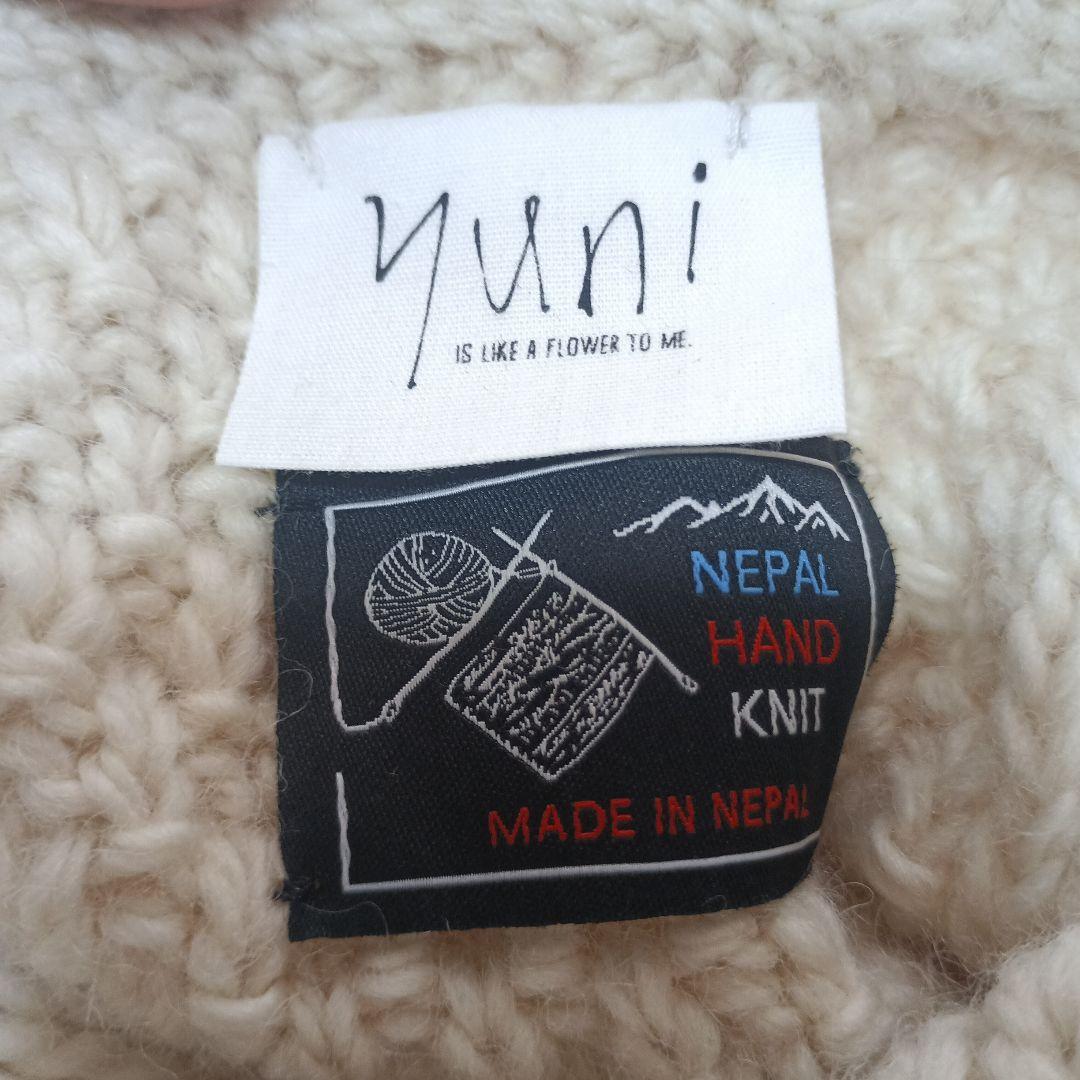 yuni
IS LIKE A FLOWER TO ME.
NEPAL
HAND
KNIT
MADE IN NEPAL